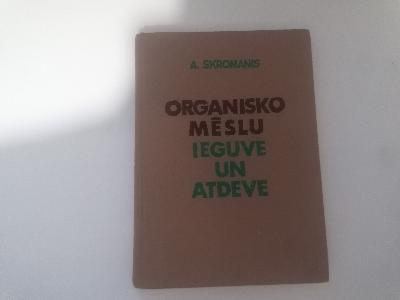 A. SKROMANIS
ORGANISKO
MĒSLU
IEGUVE
UN
ATDEVE